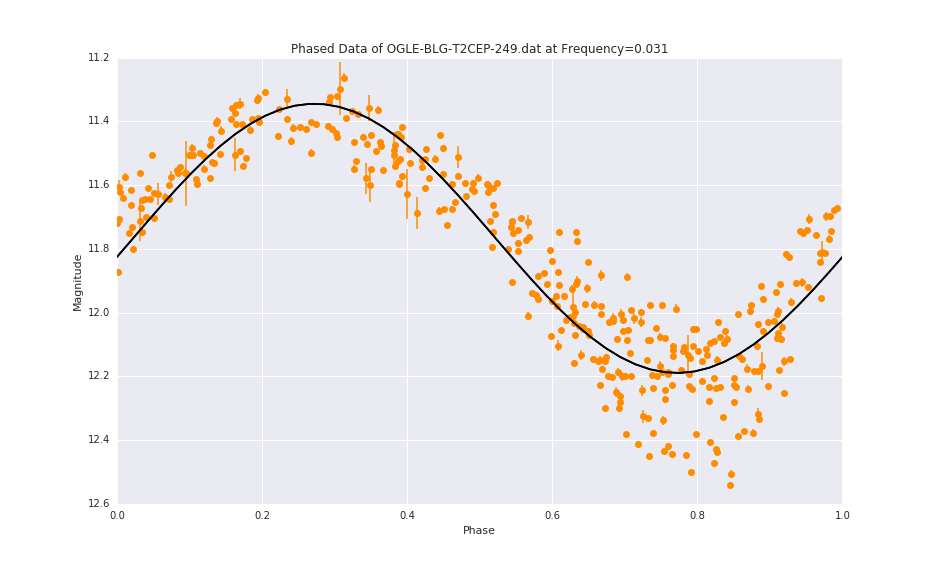 Phased Data of OGLE-BLG-T2CEP-249.dat at Frequency=0.031
11.2
11.4
11.6
11.8
12.0
12.2
12.4
12.6
Magnitude
0.0 0.2 0.4 0.6 0.8 1.0
Phase